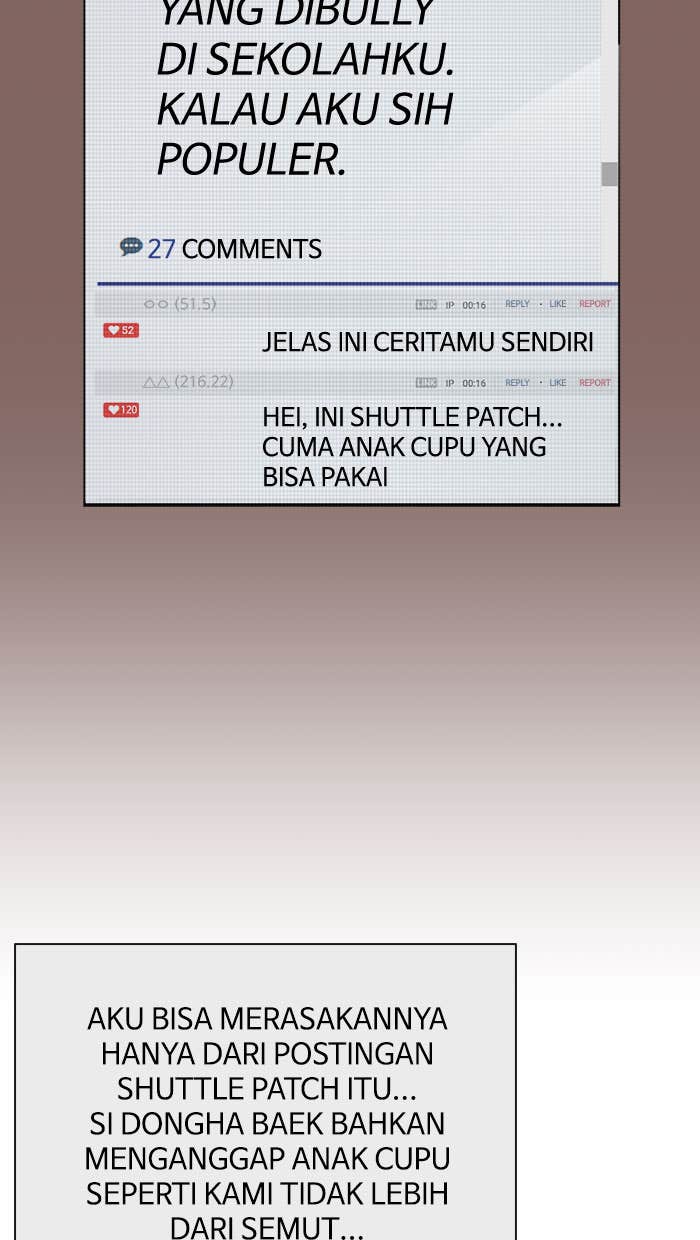 YANG DIBULLY
DI SEKOLAHKU.
KALAU AKU SIH
POPULER.
27 COMMENTS
ㅇㅇ (51.5) LINK IP 00:16 REPLY · LIKE REPORT
52
JELAS INI CERITAMU SENDIRI
△△ (216.22) LINK IP 00:16 REPLY · LIKE REPORT
120
HEI, INI SHUTTLE PATCH...
CUMA ANAK CUPU YANG
BISA PAKAI
AKU BISA MERASAKANNYA
HANYA DARI POSTINGAN
SHUTTLE PATCH ITU...
SI DONGHA BAEK BAHKAN
MENGANGGAP ANAK CUPU
SEPERTI KAMI TIDAK LEBIH
DARI SEMUT...